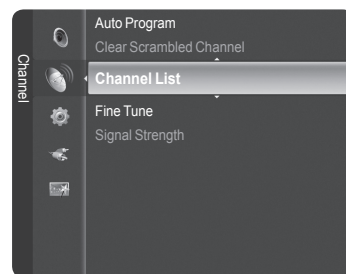 Channel
Auto Program
Clear Scrambled Channel
Channel List
Fine Tune
Signal Strength